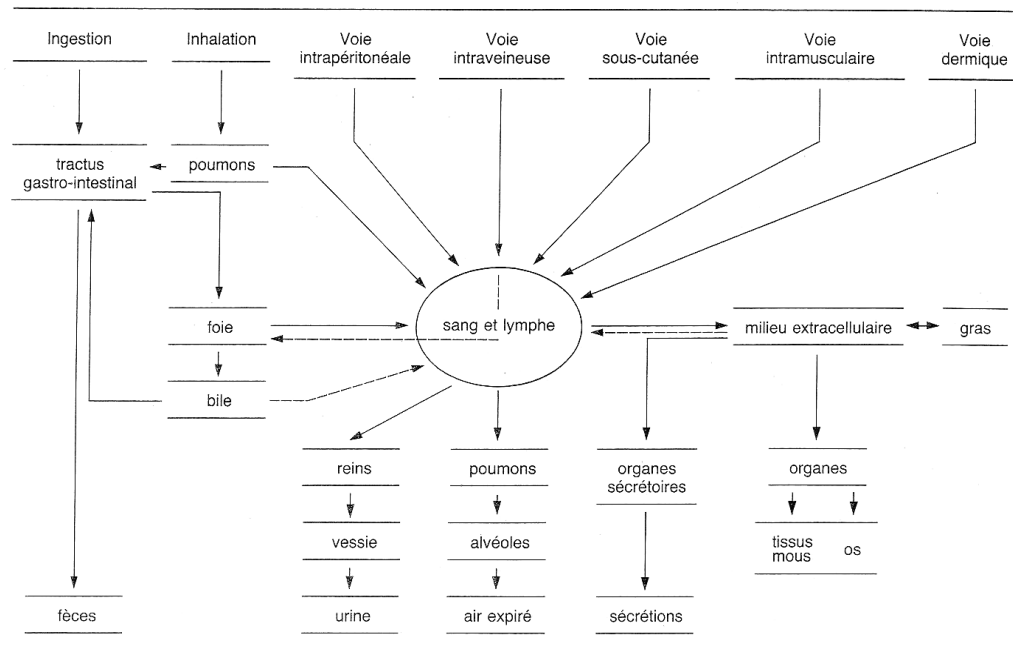 Ingestion
Inhalation
Voie
intrapéritonéale
Voie
intraveineuse
Voie
sous-cutanée
Voie
intramusculaire
Voie
dermique
tractus
gastro-intestinal
poumons
foie
sang et lymphe
milieu extracellulaire
gras
bile
reins
poumons
organes
sécrétoires
organes
vessie
alvéoles
tissus
mous
os
fèces
urine
air expiré
sécrétions